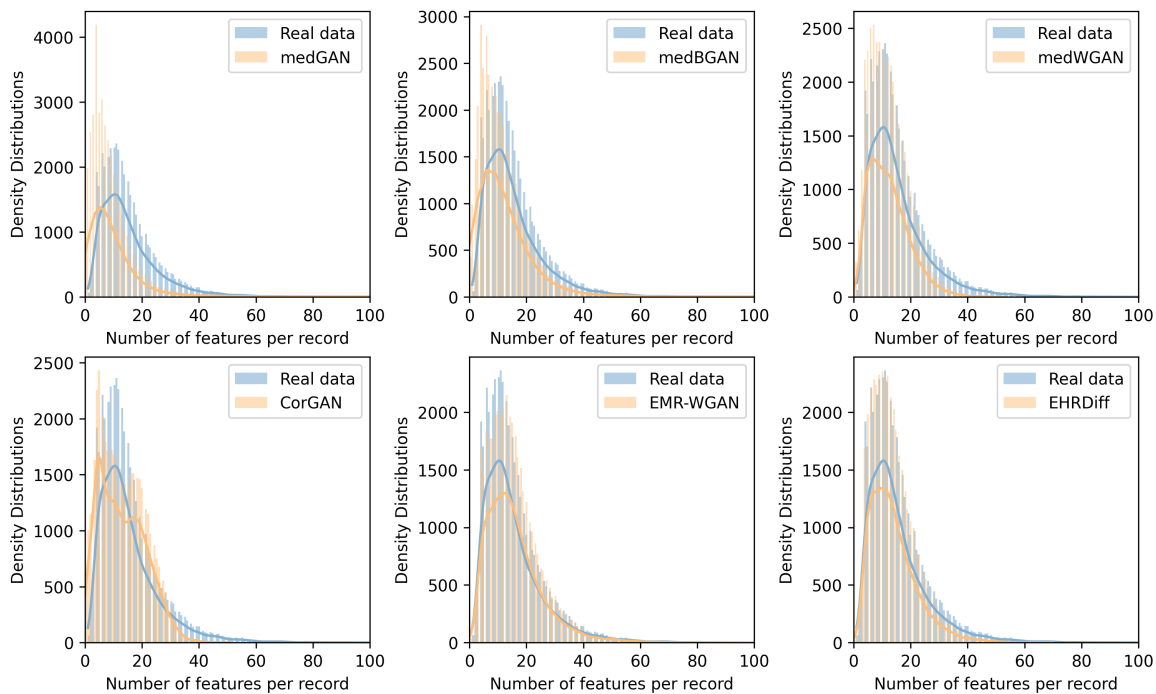 Real data
medGAN
4000
3000
2000
1000
0
Density Distributions
0 20 40 60 80 100
Number of features per record
Real data
medBGAN
3000
2500
2000
1500
1000
500
0
Density Distributions
0 20 40 60 80 100
Number of features per record
Real data
medWGAN
2500
2000
1500
1000
500
0
Density Distributions
0 20 40 60 80 100
Number of features per record
Real data
CorGAN
2500
2000
1500
1000
500
0
Density Distributions
0 20 40 60 80 100
Number of features per record
Real data
EMR-WGAN
2000
1500
1000
500
0
Density Distributions
0 20 40 60 80 100
Number of features per record
Real data
EHRDiff
2000
1500
1000
500
0
Density Distributions
0 20 40 60 80 100
Number of features per record